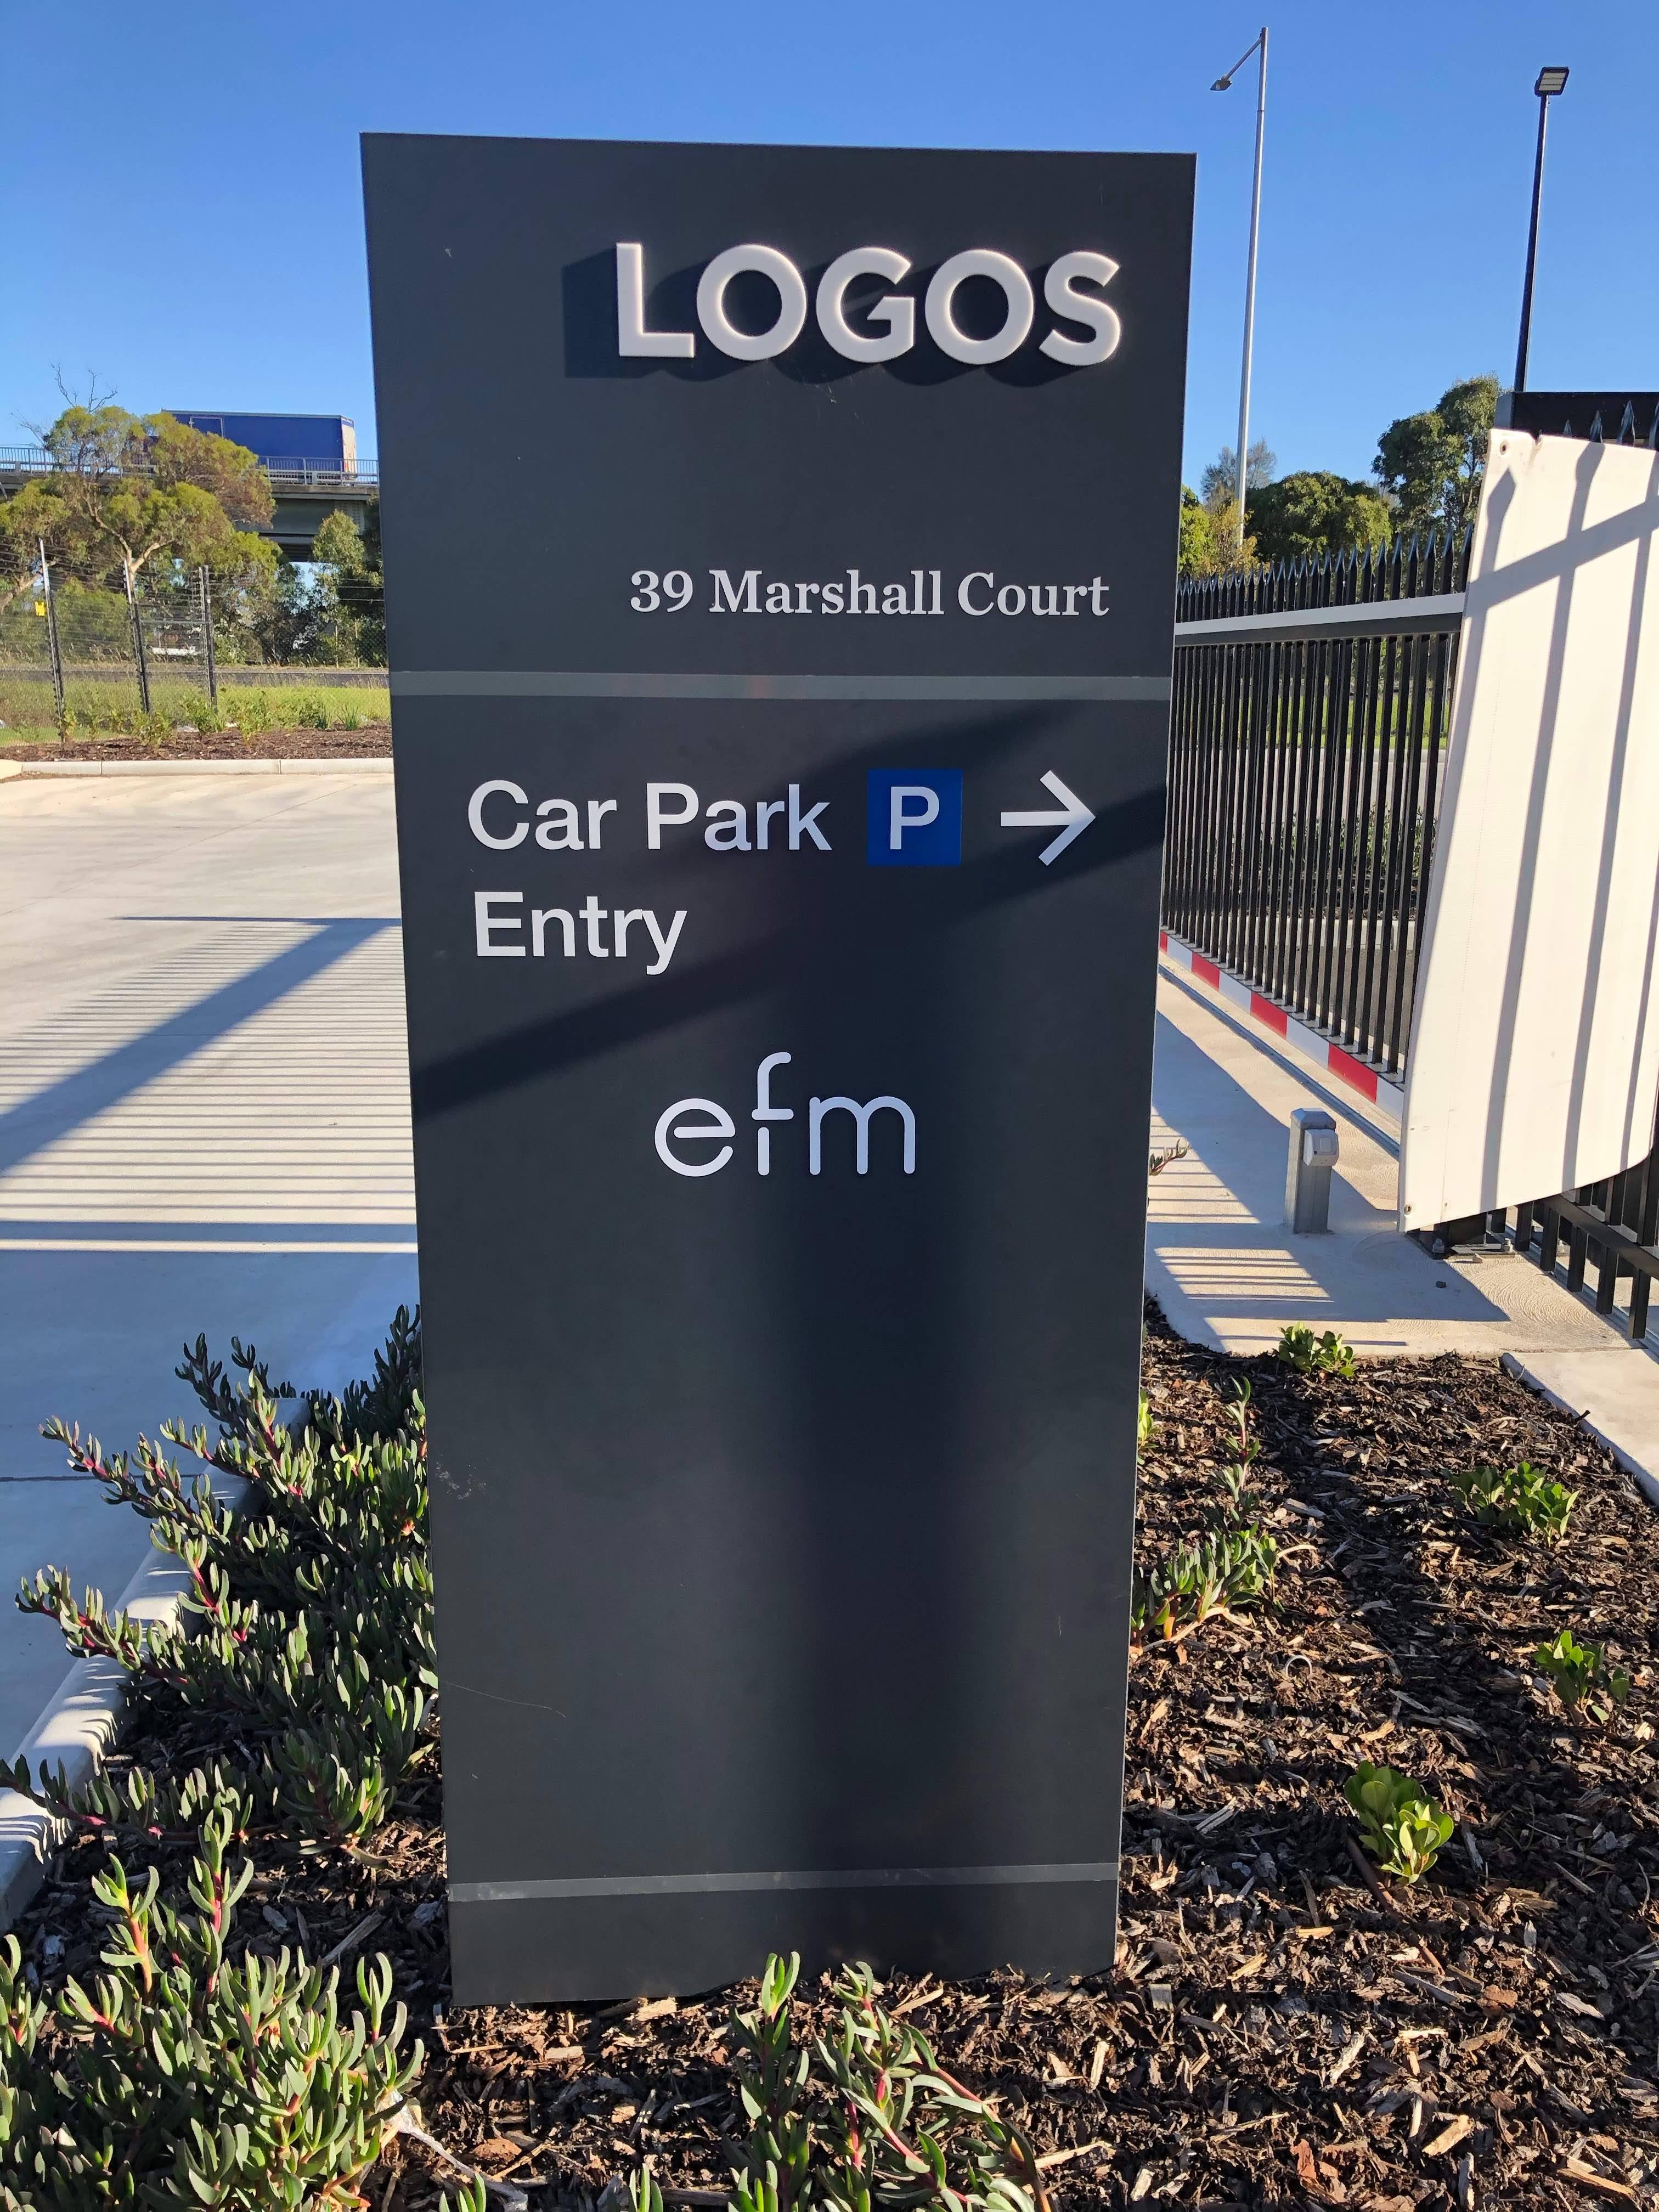 LOGOS
39 Marshall Court
Car Park P →
Entry
efm